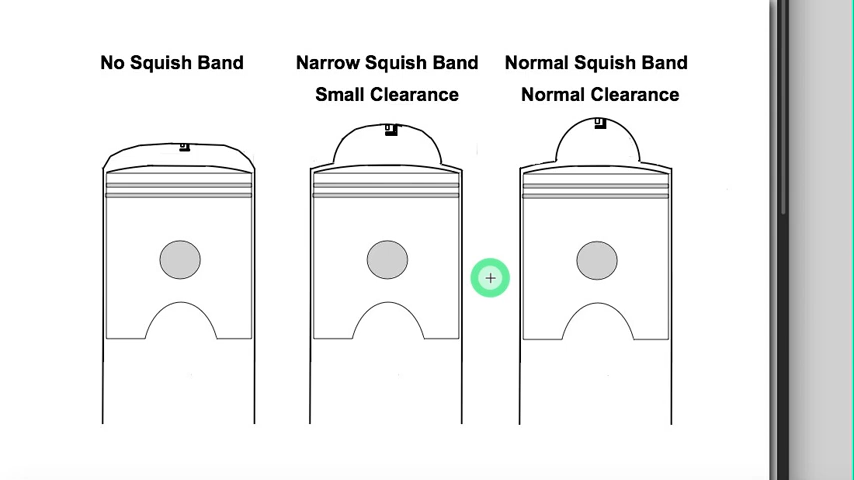 No Squish Band
Narrow Squish Band
Small Clearance
Normal Squish Band
Normal Clearance